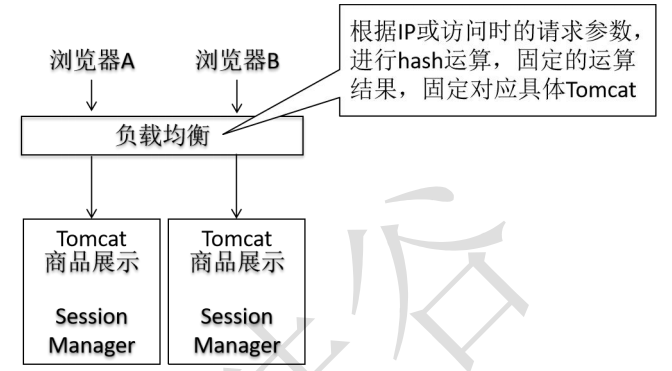 根据IP或访问时的请求参数，
进行hash运算，固定的运算
结果，固定对应具体Tomcat
浏览器A
浏览器B
负载均衡
Tomcat
商品展示
Session
Manager
Tomcat
商品展示
Session
Manager